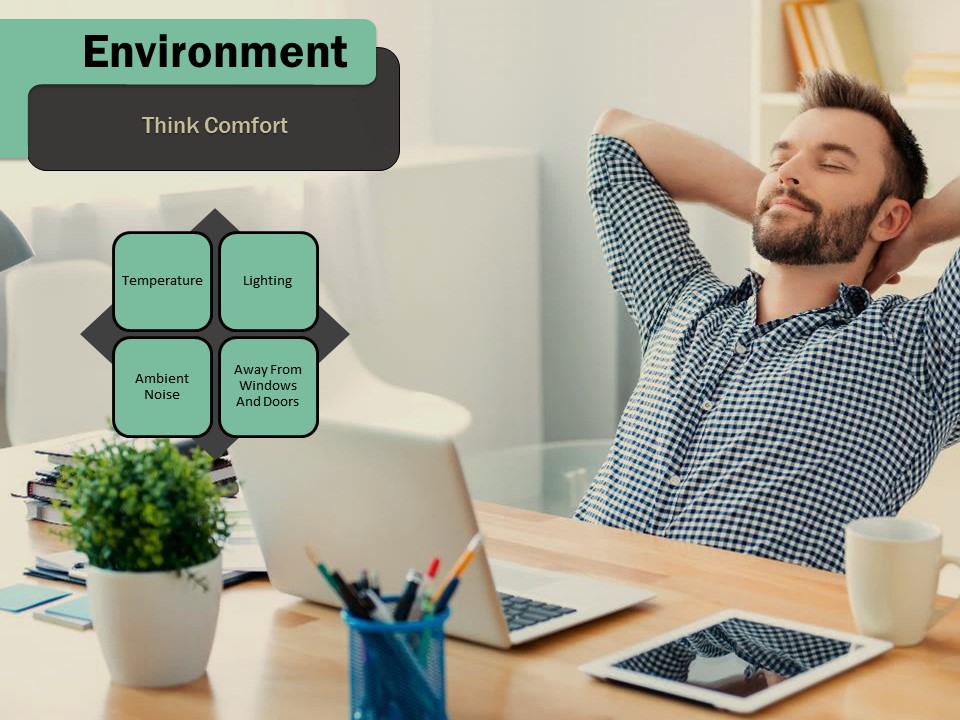 Environment
Think Comfort
Temperature
Lighting
Ambient
Noise
Away From
Windows
And Doors